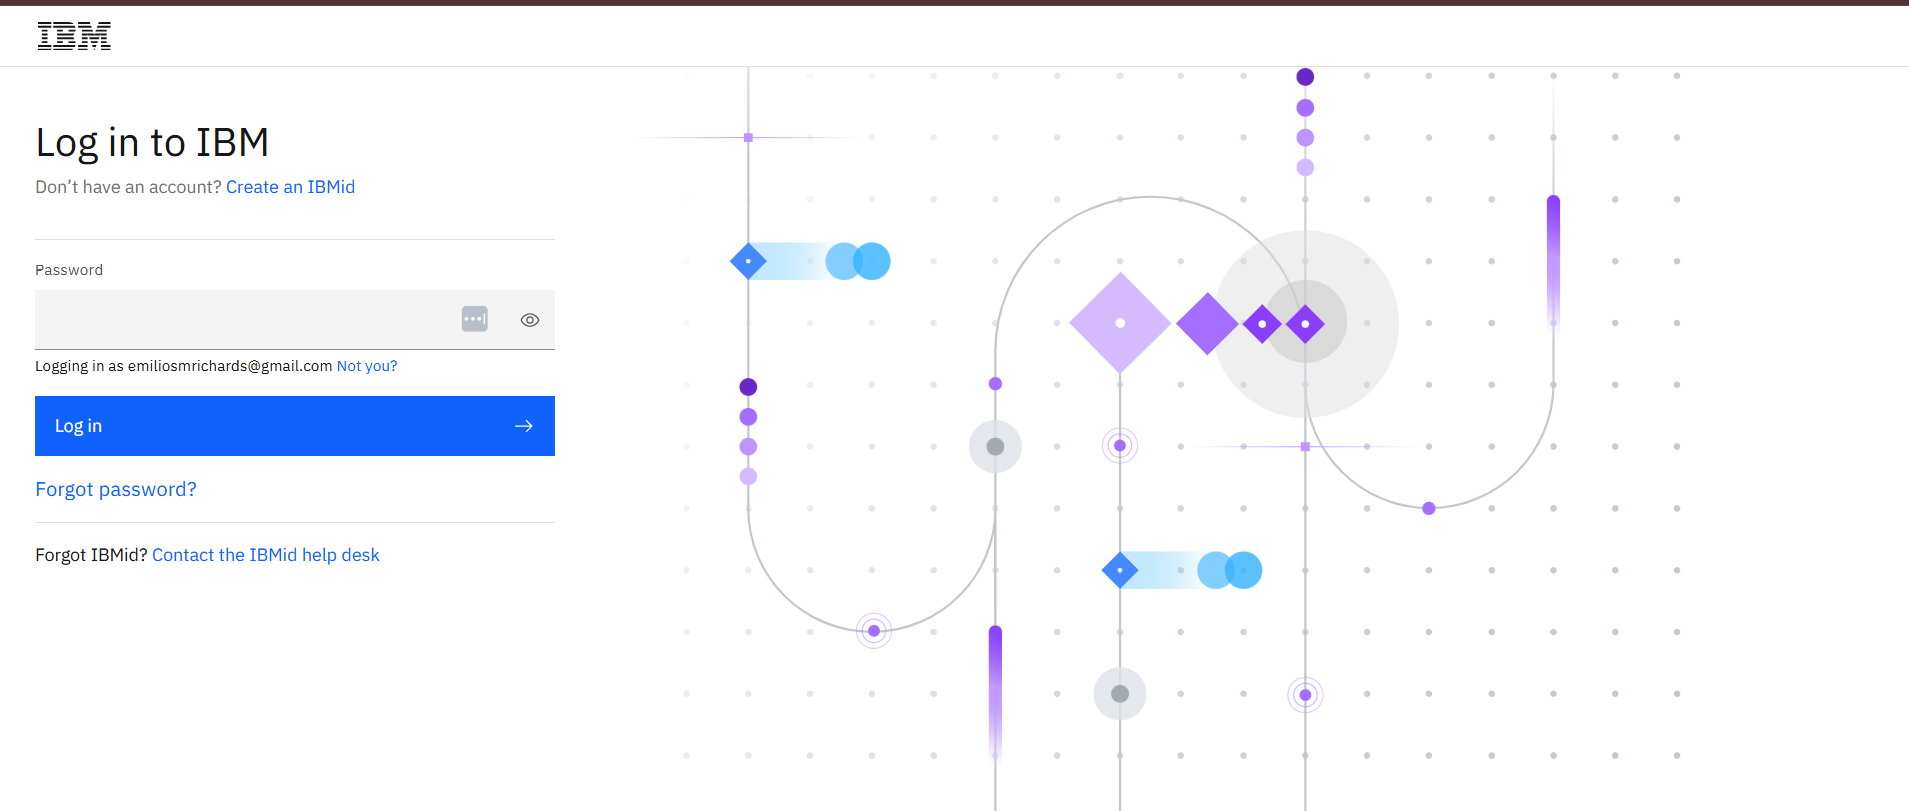 IBM
Log in to IBM
Don’t have an account? Create an IBMid
Password
Logging in as emiliosmrichards@gmail.com Not you?
Log in
Forgot password?
Forgot IBMid? Contact the IBMid help desk